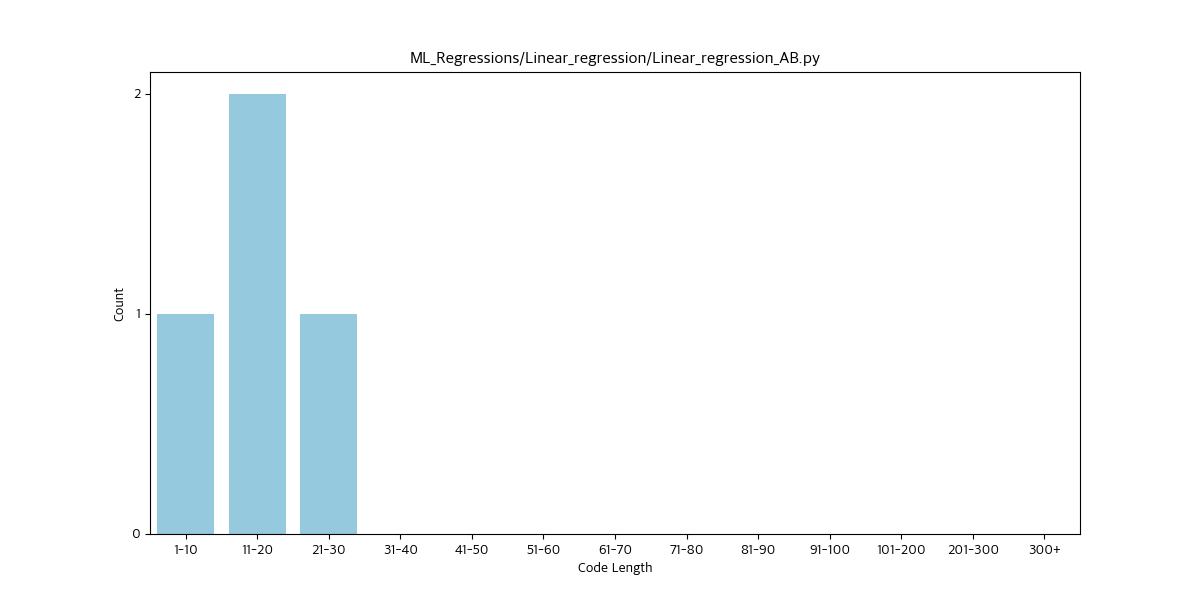 ML_Regressions/Linear_regression/Linear_regression_AB.py
2
1
0
Count
1-10 11-20 21-30 31-40 41-50 51-60 61-70 71-80 81-90 91-100 101-200 201-300 300+
Code Length